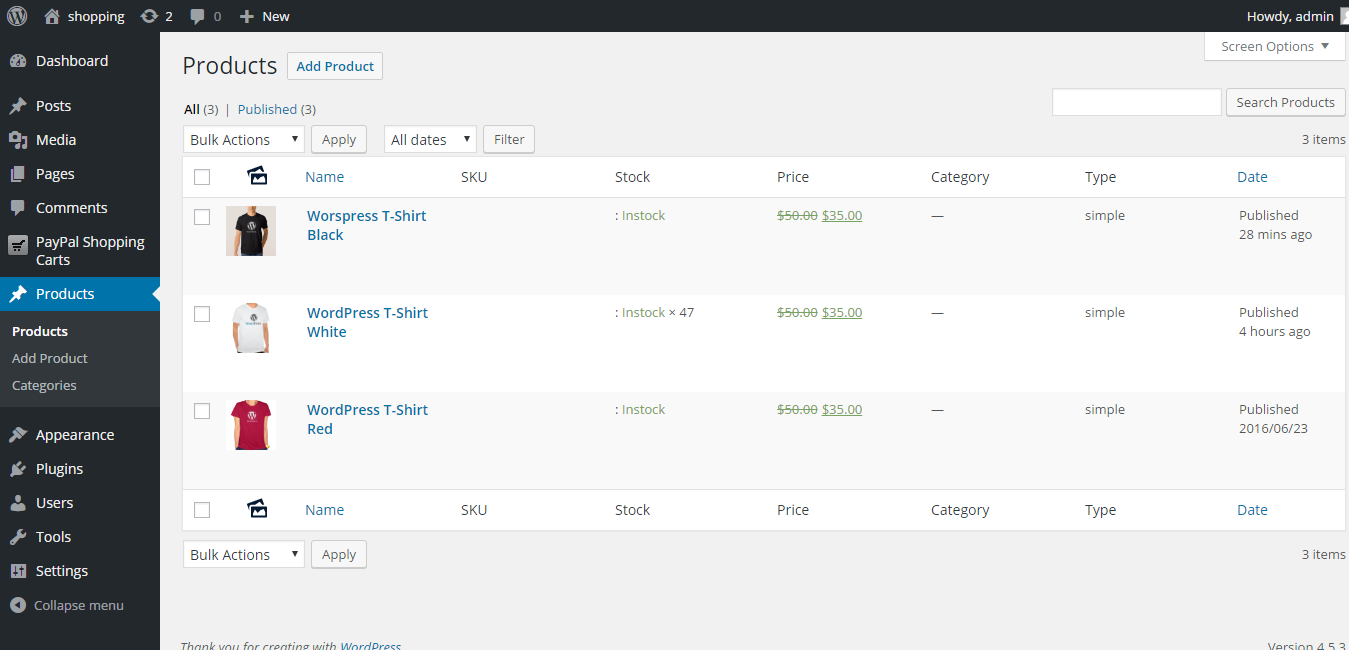 shopping 2 0 New Howdy, admin
Dashboard
Posts
Media
Pages
Comments
PayPal Shopping
Carts
Products
Products
Add Product
Categories
Appearance
Plugins
Users
Tools
Settings
Collapse menu
Screen Options ▼
Products Add Product
All (3) | Published (3)
Search Products
Bulk Actions ▼ Apply All dates ▼ Filter 3 items
Name SKU Stock Price Category Type Date
Worspress T-Shirt : Instock $50.00 $35.00 — simple Published
Black 28 mins ago
WordPress T-Shirt : Instock × 47 $50.00 $35.00 — simple Published
White 4 hours ago
WordPress T-Shirt : Instock $50.00 $35.00 — simple Published
Red 2016/06/23
Name SKU Stock Price Category Type Date
Bulk Actions ▼ Apply 3 items
Thank you for creating with WordPress Version 4.5.3